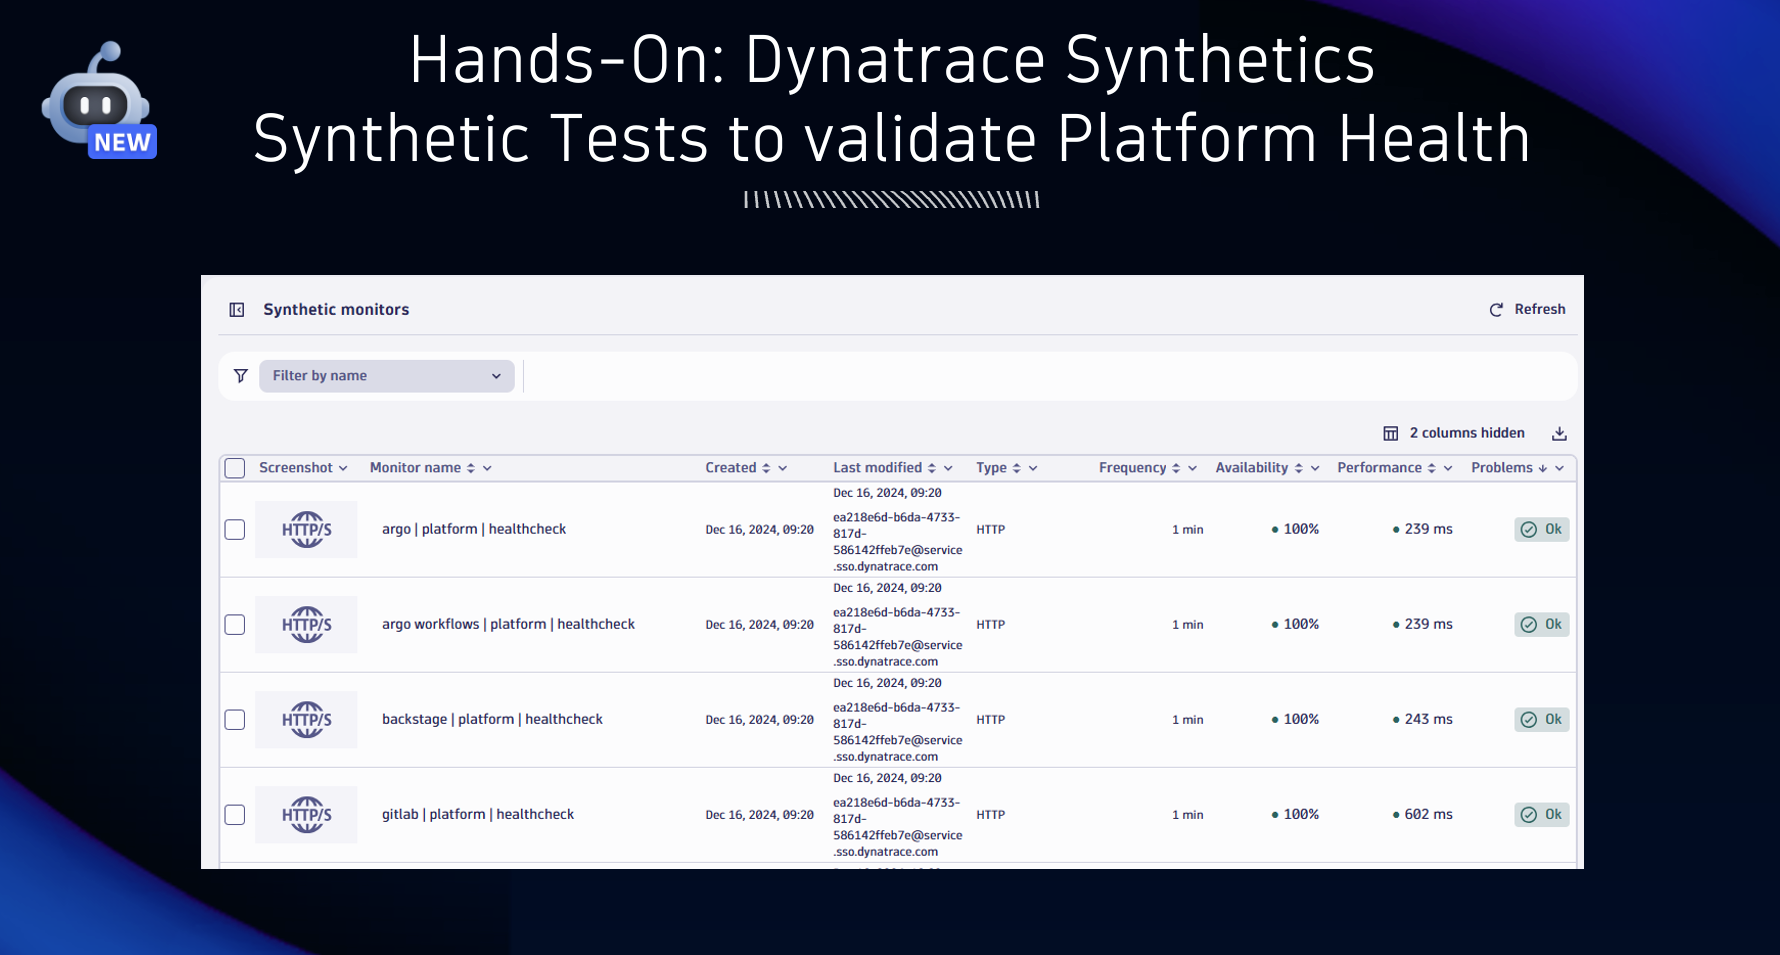 Hands-On: Dynatrace Synthetics
NEW
Synthetic Tests to validate Platform Health
Synthetic monitors
Refresh
Filter by name
2 columns hidden
Screenshot Monitor name Created Last modified Type Frequency Availability Performance Problems
HTTP/S argo | platform | healthcheck Dec 16, 2024, 09:20 Dec 16, 2024, 09:20
ea218e6d-b6da-4733-
817d-
586142ffeb7e@service
.sso.dynatrace.com
HTTP 1 min 100% 239 ms Ok
HTTP/S argo workflows | platform | healthcheck Dec 16, 2024, 09:20 Dec 16, 2024, 09:20
ea218e6d-b6da-4733-
817d-
586142ffeb7e@service
.sso.dynatrace.com
HTTP 1 min 100% 239 ms Ok
HTTP/S backstage | platform | healthcheck Dec 16, 2024, 09:20 Dec 16, 2024, 09:20
ea218e6d-b6da-4733-
817d-
586142ffeb7e@service
.sso.dynatrace.com
HTTP 1 min 100% 243 ms Ok
HTTP/S gitlab | platform | healthcheck Dec 16, 2024, 09:20 Dec 16, 2024, 09:20
ea218e6d-b6da-4733-
817d-
586142ffeb7e@service
.sso.dynatrace.com
HTTP 1 min 100% 602 ms Ok